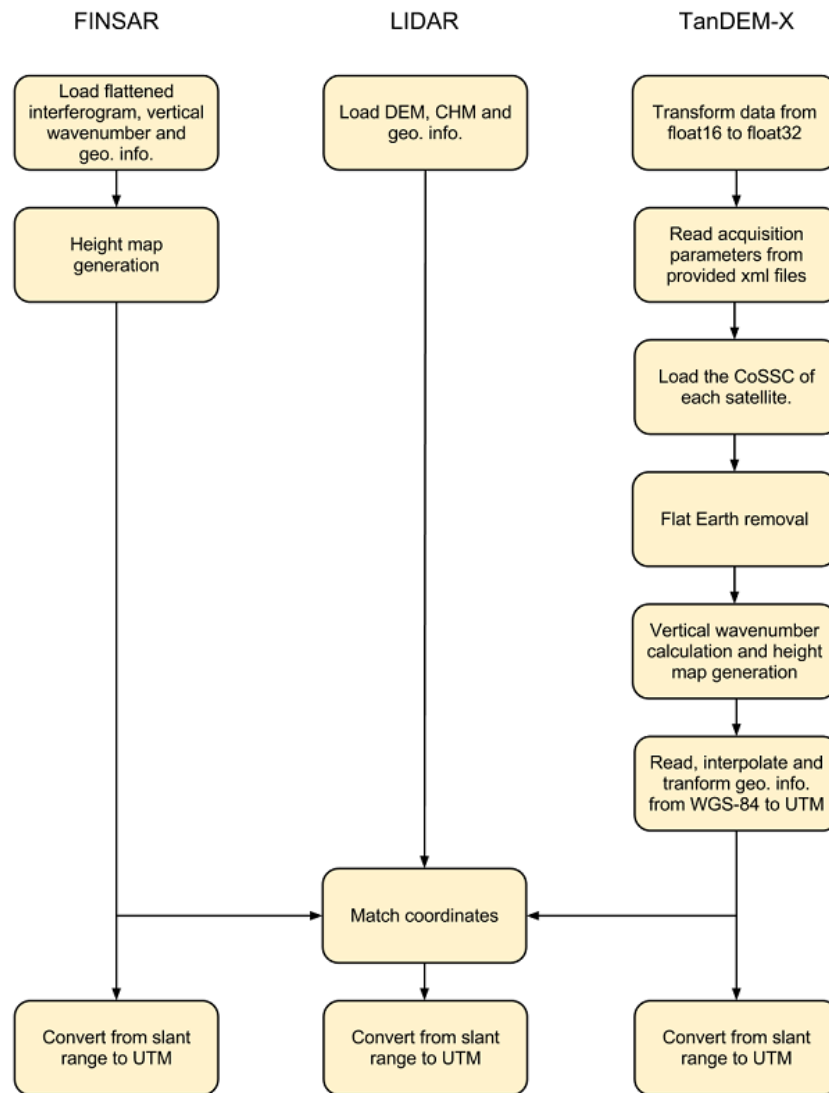 FINSAR
LIDAR
TanDEM-X
Load flattened
interferogram, vertical
wavenumber and
geo. info.
Load DEM, CHM and
geo. info.
Transform data from
float16 to float32
Height map
generation
Read acquisition
parameters from
provided xml files
Load the CoSSC of
each satellite.
Flat Earth removal
Vertical wavenumber
calculation and height
map generation
Read, interpolate and
tranform geo. info.
from WGS-84 to UTM
Match coordinates
Convert from slant
range to UTM
Convert from slant
range to UTM
Convert from slant
range to UTM